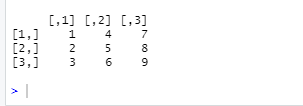 [,1] [,2] [,3]
[1,] 1 4 7
[2,] 2 5 8
[3,] 3 6 9
>